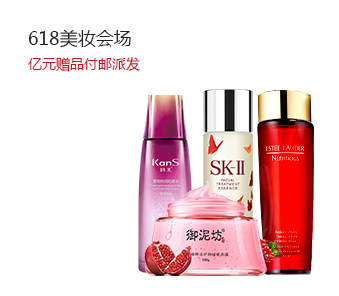 618美妆会场
亿元赠品付邮派发
KanS
韩束
SK-II
FACIAL
TREATMENT
ESSENCE
ESTĒE LAUDER
Nutritious
御泥坊